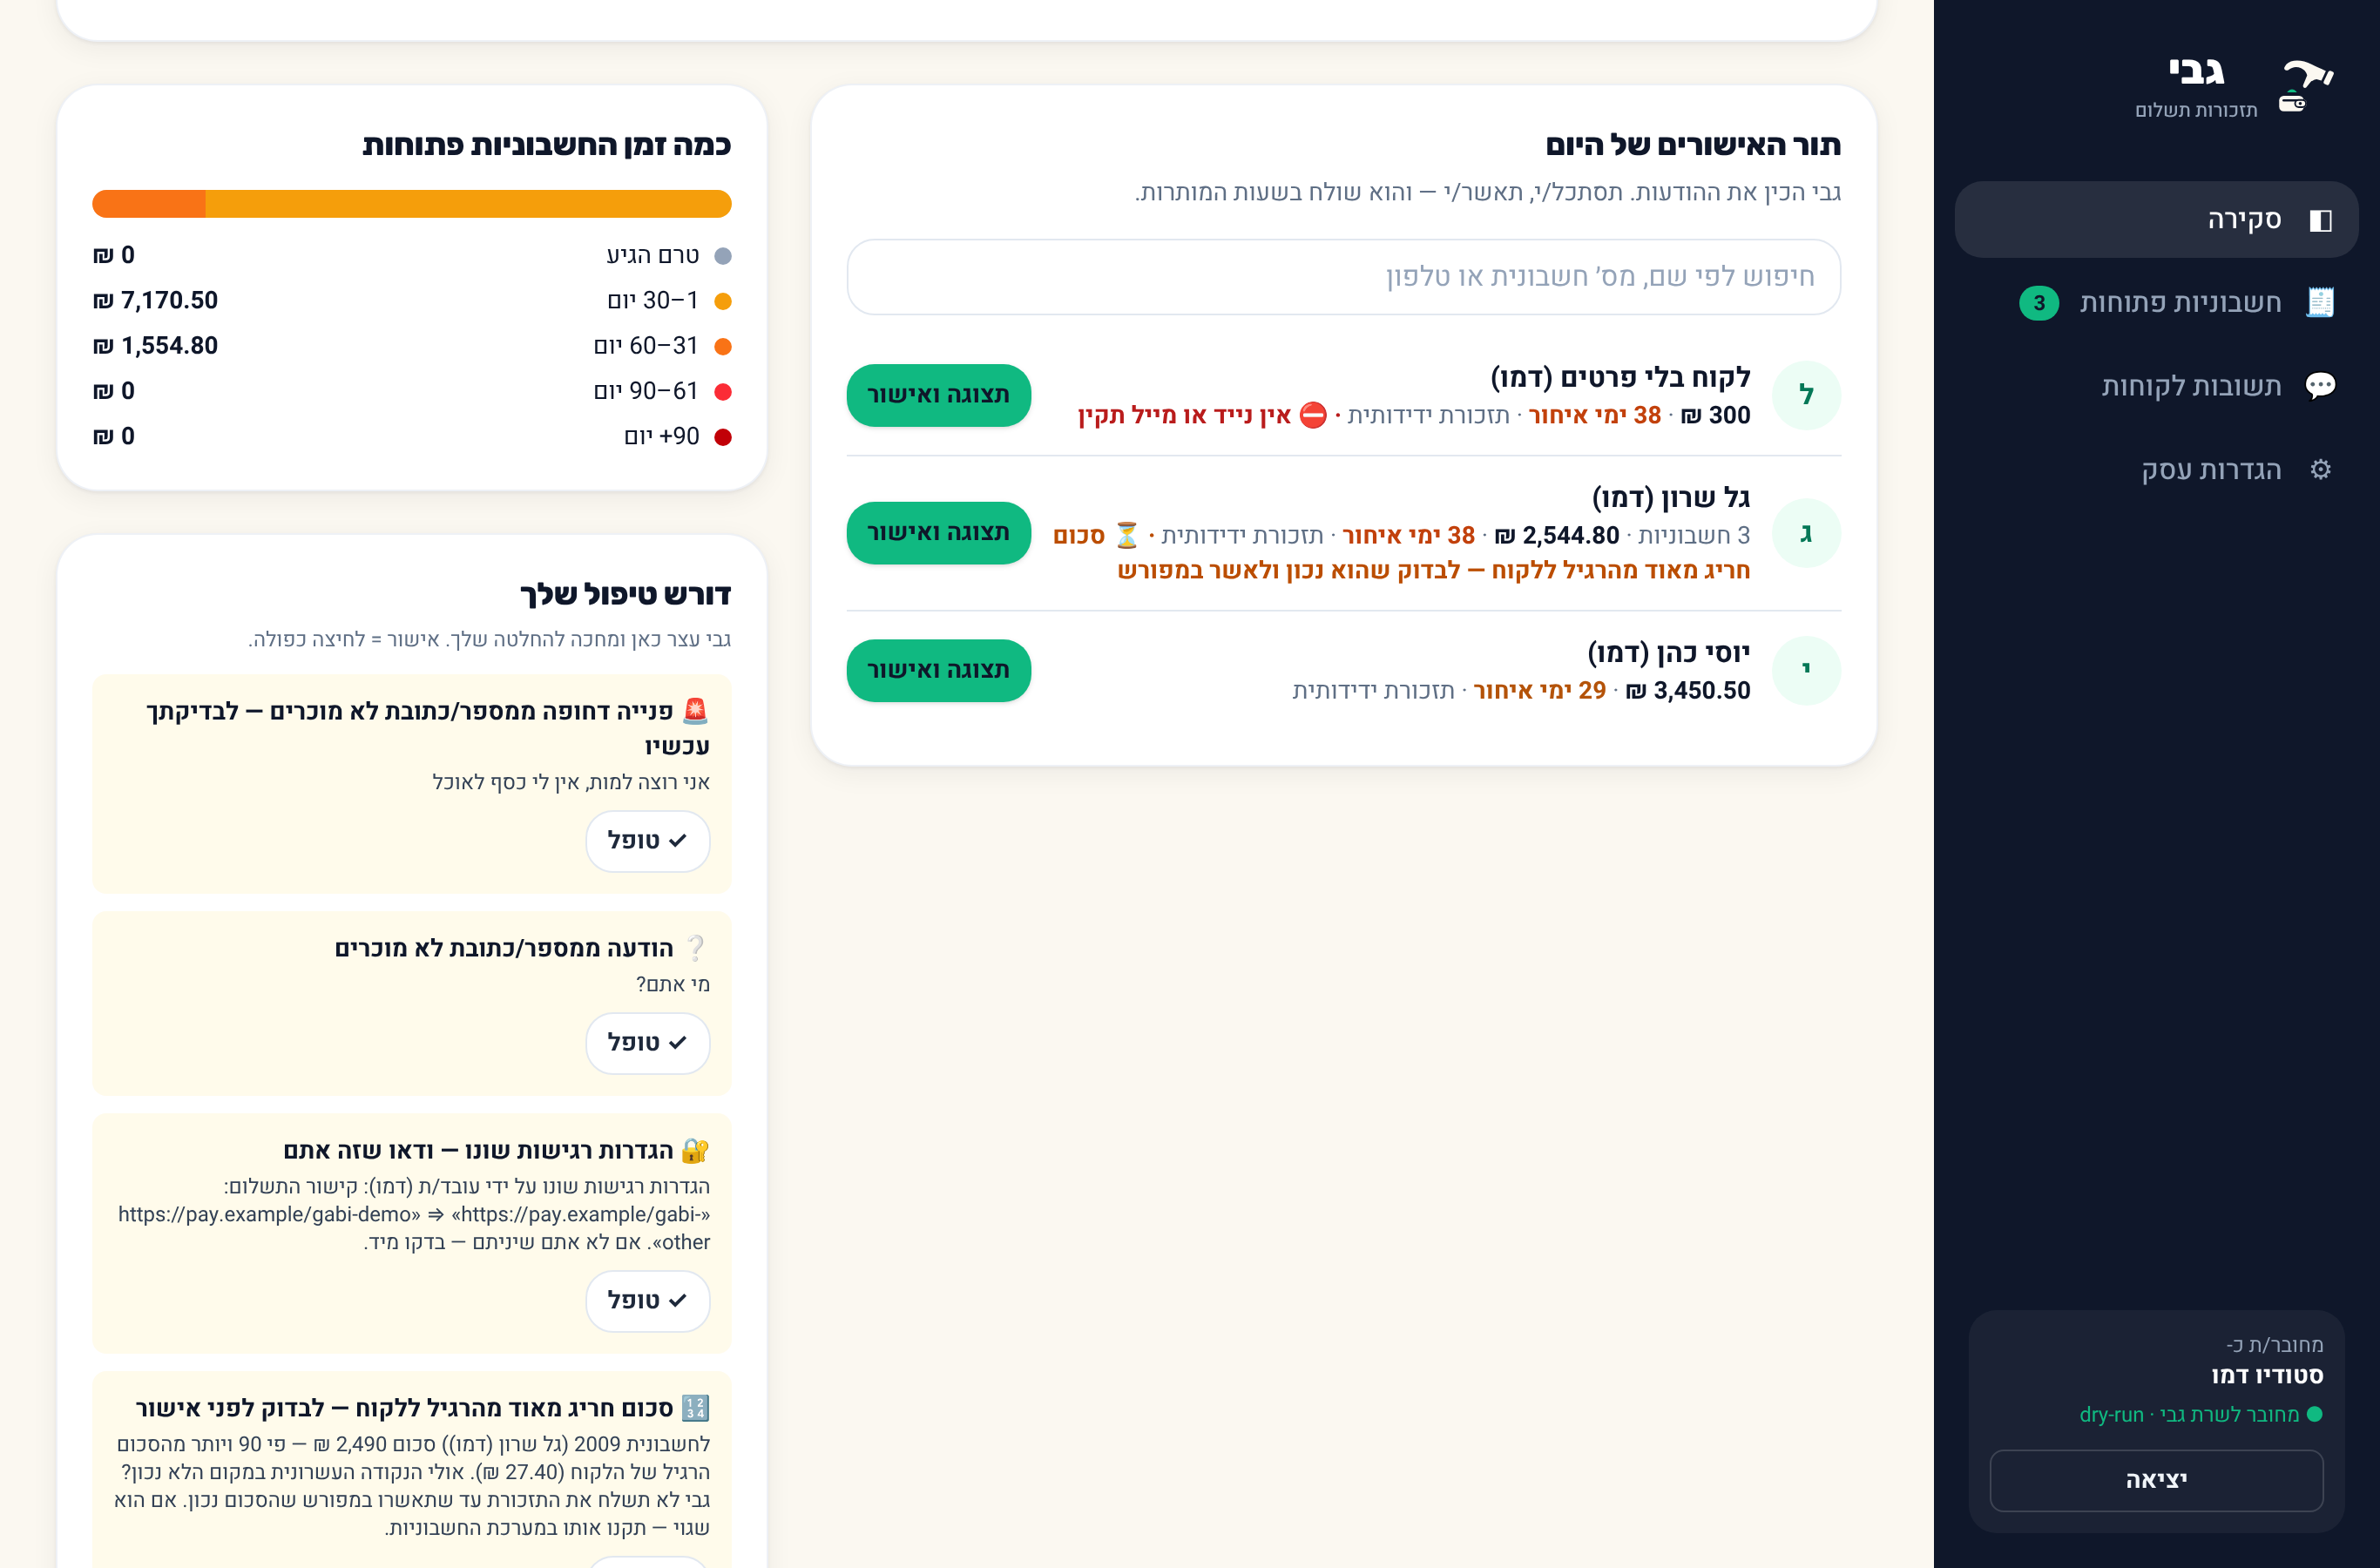 גבי
תזכורות תשלום
סקירה
חשבוניות פתוחות 3
תשובות לקוחות
הגדרות עסק
מחובר/ת כ-
סטודיו דמו
מחובר לשרת גבי · dry-run
יציאה
תור האישורים של היום
גבי הכין את ההודעות. תסתכל/י, תאשר/י — והוא שולח בשעות המותרות.
חיפוש לפי שם, מס׳ חשבונית או טלפון
ל
לקוח בלי פרטים (דמו)
300 ₪ · 38 ימי איחור · תזכורת ידידותית · ⛔ אין נייד או מייל תקין
תצוגה ואישור
ג
גל שרון (דמו)
3 חשבוניות · 2,544.80 ₪ · 38 ימי איחור · תזכורת ידידותית · ⏳ סכום
חריג מאוד מהרגיל ללקוח — לבדוק שהוא נכון ולאשר במפורש
תצוגה ואישור
י
יוסי כהן (דמו)
3,450.50 ₪ · 29 ימי איחור · תזכורת ידידותית
תצוגה ואישור
כמה זמן החשבוניות פתוחות
טרם הגיע 0 ₪
1–30 יום 7,170.50 ₪
31–60 יום 1,554.80 ₪
61–90 יום 0 ₪
90+ יום 0 ₪
דורש טיפול שלך
גבי עצר כאן ומחכה להחלטה שלך. אישור = לחיצה כפולה.
🚨 פנייה דחופה ממספר/כתובת לא מוכרים — לבדיקתך
עכשיו
אני רוצה למות, אין לי כסף לאוכל
✓ טופל
❔ הודעה ממספר/כתובת לא מוכרים
מי אתם?
✓ טופל
🔐 הגדרות רגישות שונו — ודאו שזה אתם
הגדרות רגישות שונו על ידי עובד/ת (דמו): קישור התשלום:
«https://pay.example/gabi-demo» ⇒ «https://pay.example/gabi-
other». אם לא אתם שיניתם — בדקו מיד.
✓ טופל
🔢 סכום חריג מאוד מהרגיל ללקוח — לבדוק לפני אישור
לחשבונית 2009 (גל שרון (דמו)) סכום 2,490 ₪ — פי 90 ויותר מהסכום
הרגיל של הלקוח (27.40 ₪). אולי הנקודה העשרונית במקום הלא נכון?
גבי לא תשלח את התזכורת עד שתאשרו במפורש שהסכום נכון. אם הוא
שגוי — תקנו אותו במערכת החשבוניות.